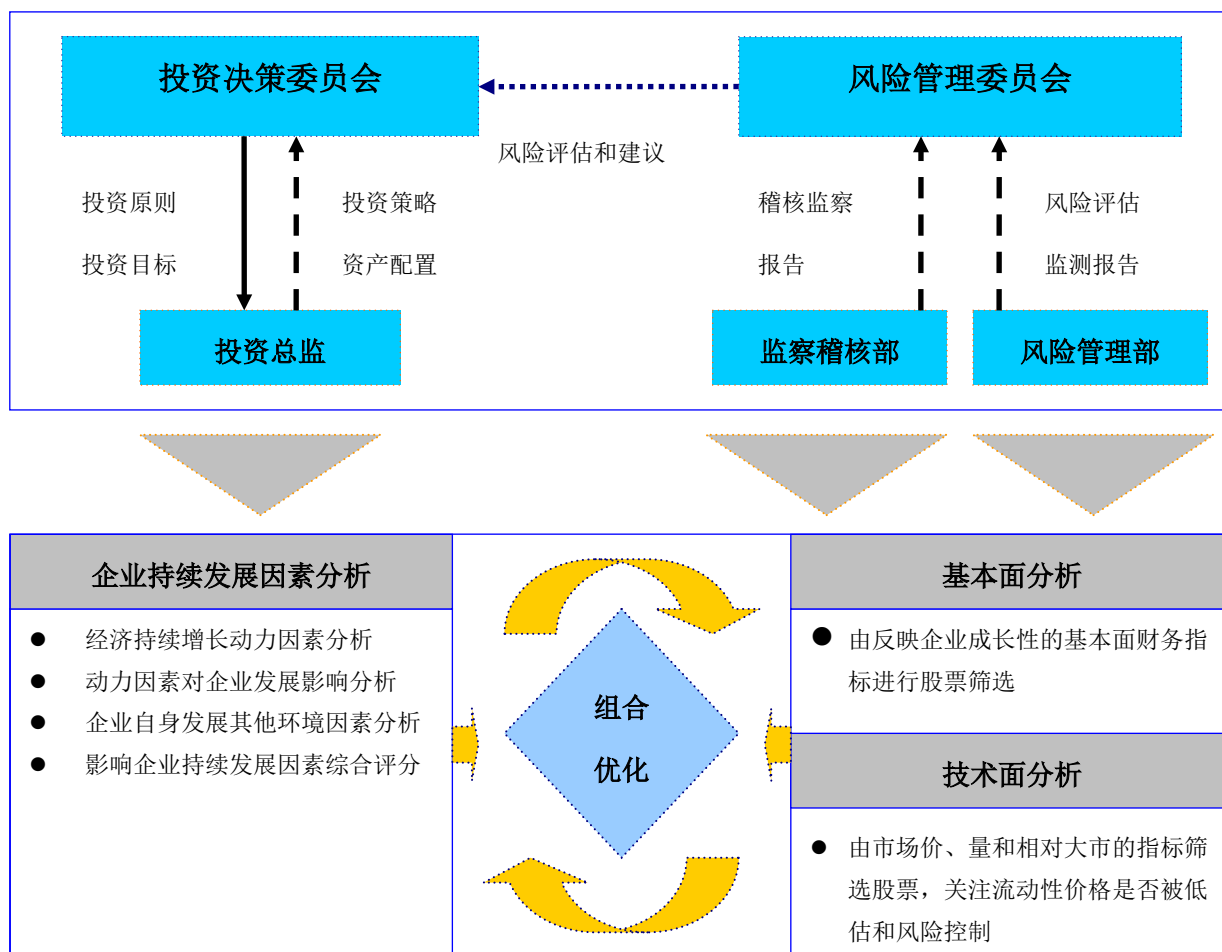 投资决策委员会
风险管理委员会
风险评估和建议
投资原则
投资目标
投资策略
资产配置
稽核监察
报告
风险评估
监测报告
投资总监
监察稽核部
风险管理部
企业持续发展因素分析
● 经济持续增长动力因素分析
● 动力因素对企业发展影响分析
● 企业自身发展其他环境因素分析
● 影响企业持续发展因素综合评分
组合
优化
基本面分析
● 由反映企业成长性的基本面财务指
标进行股票筛选
技术面分析
● 由市场价、量和相对大市的指标筛
选股票，关注流动性价格是否被低
估和风险控制